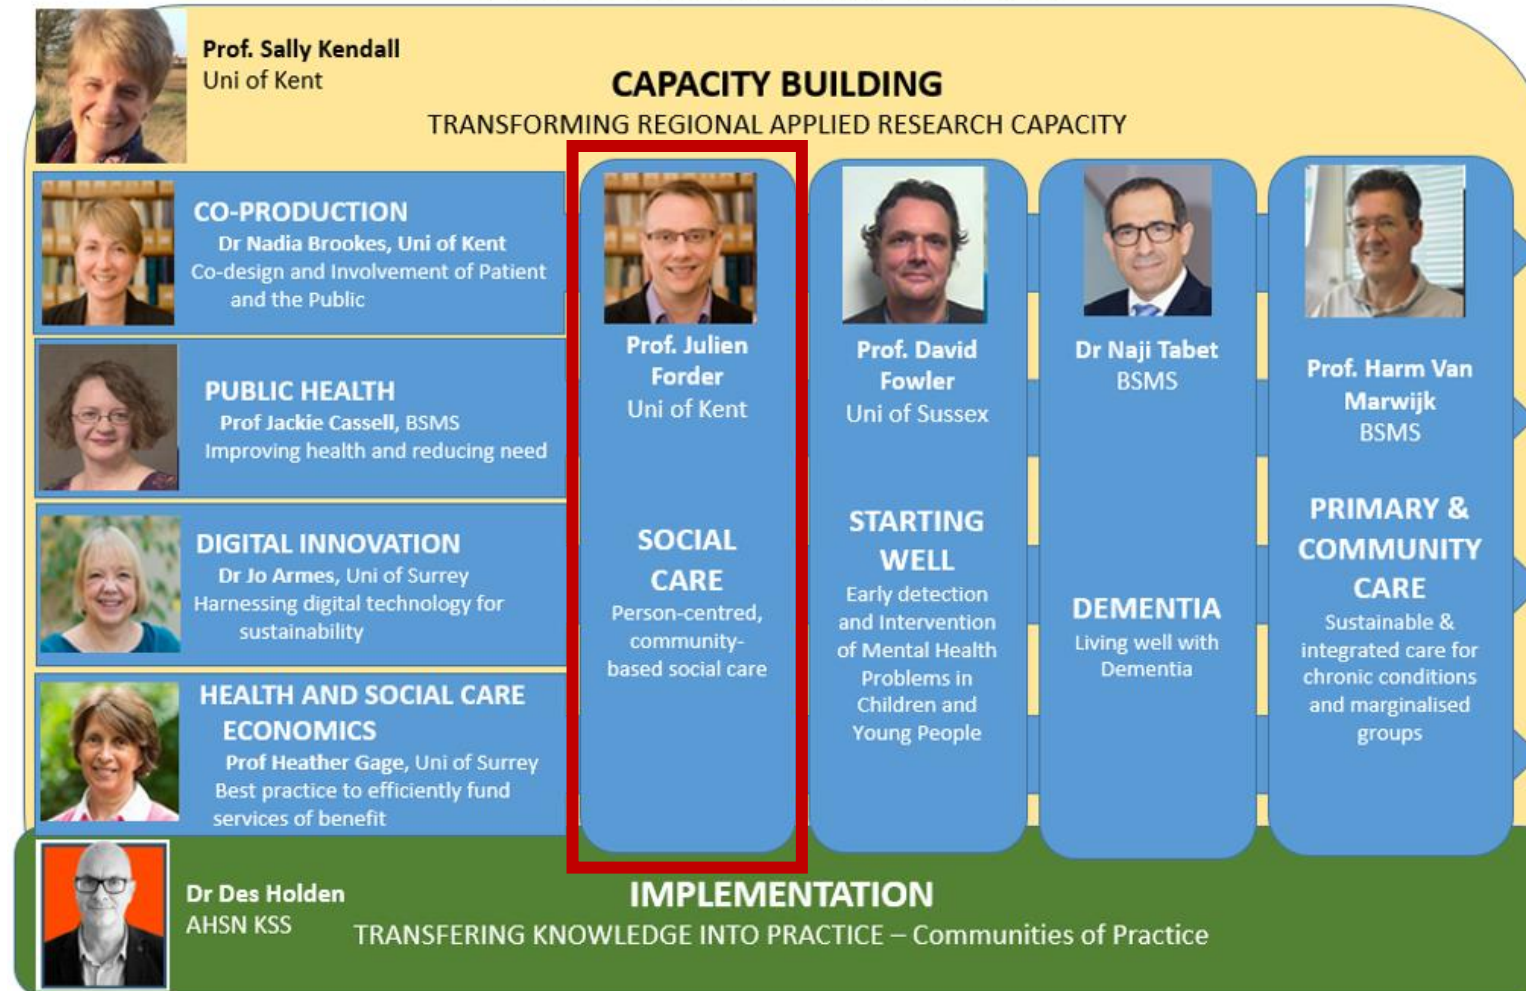 Prof. Sally Kendall
Uni of Kent
CAPACITY BUILDING
TRANSFORMING REGIONAL APPLIED RESEARCH CAPACITY
CO-PRODUCTION
Dr Nadia Brookes, Uni of Kent
Co-design and Involvement of Patient
and the Public
PUBLIC HEALTH
Prof Jackie Cassell, BSMS
Improving health and reducing need
DIGITAL INNOVATION
Dr Jo Armes, Uni of Surrey
Harnessing digital technology for
sustainability
HEALTH AND SOCIAL CARE
ECONOMICS
Prof Heather Gage, Uni of Surrey
Best practice to efficiently fund
services of benefit
Prof. Julien
Forder
Uni of Kent
SOCIAL
CARE
Person-centred,
community-
based social care
Prof. David
Fowler
Uni of Sussex
STARTING
WELL
Early detection
and Intervention
of Mental Health
Problems in
Children and
Young People
Dr Naji Tabet
BSMS
DEMENTIA
Living well with
Dementia
Prof. Harm Van
Marwijk
BSMS
PRIMARY &
COMMUNITY
CARE
Sustainable &
integrated care for
chronic conditions
and marginalised
groups
Dr Des Holden
AHSN KSS
IMPLEMENTATION
TRANSFERING KNOWLEDGE INTO PRACTICE – Communities of Practice